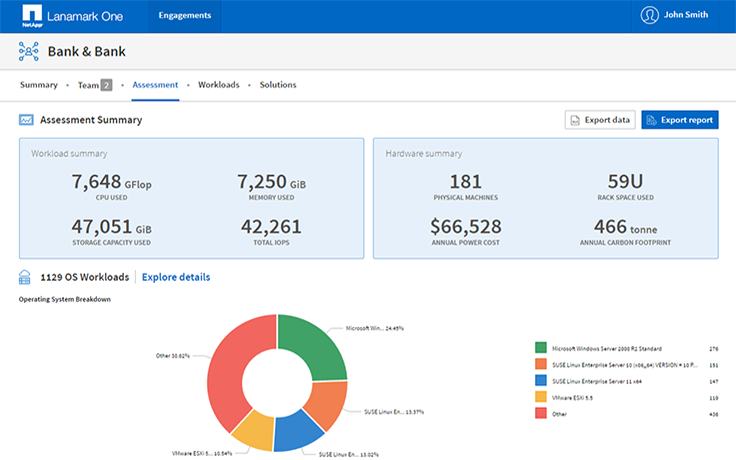 NetApp
Lanamark One
Engagements
John Smith
Bank & Bank
Summary • Team 2 • Assessment • Workloads • Solutions
Assessment Summary
Export data
Export report
Workload summary
7,648 GFlop
CPU USED
7,250 GiB
MEMORY USED
47,051 GiB
STORAGE CAPACITY USED
42,261
TOTAL IOPS
Hardware summary
181
PHYSICAL MACHINES
59U
RACK SPACE USED
$66,528
ANNUAL POWER COST
466 tonne
ANNUAL CARBON FOOTPRINT
1129 OS Workloads
Explore details
Operating System Breakdown
Microsoft Win... 24.45%
Other 38.62%
SUSE Linux En... 13.37%
SUSE Linux En... 13.02%
VMware ESXi 5... 10.54%
Microsoft Windows Server 2008 R2 Standard 276
SUSE Linux Enterprise Server 10 (x86_64) VERSION = 10 P... 151
SUSE Linux Enterprise Server 11 x64 147
VMware ESXi 5.5 119
Other 436